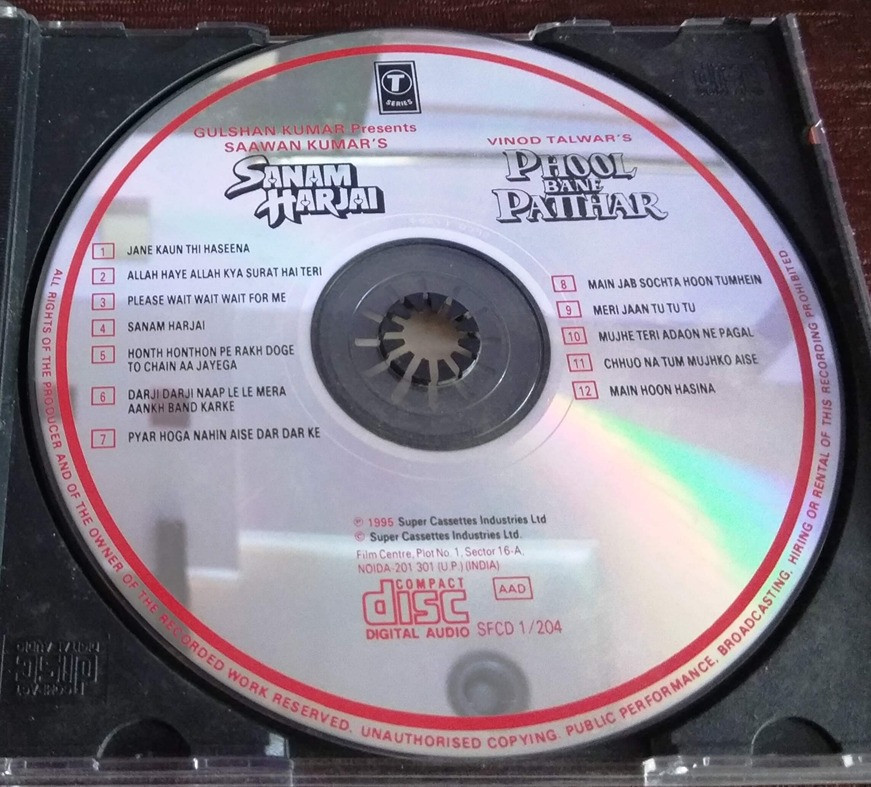 T
SERIES
GULSHAN KUMAR Presents
SAAWAN KUMAR'S
SANAM
HARJAI
VINOD TALWAR'S
PHOOL
BANE
PATTHAR
1 JANE KAUN THI HASEENA
2 ALLAH HAYE ALLAH KYA SURAT HAI TERI
3 PLEASE WAIT WAIT WAIT FOR ME
4 SANAM HARJAI
5 HONTH HONTHON PE RAKH DOGE
TO CHAIN AA JAYEGA
6 DARJI DARJI NAAP LE LE MERA
AANKH BAND KARKE
7 PYAR HOGA NAHIN AISE DAR DAR KE
8 MAIN JAB SOCHTA HOON TUMHEIN
9 MERI JAAN TU TU TU
10 MUJHE TERI ADAON NE PAGAL
11 CHHUO NA TUM MUJHKO AISE
12 MAIN HOON HASINA
℗ 1995 Super Cassettes Industries Ltd
© Super Cassettes Industries Ltd.
Film Centre, Plot No. 1, Sector 16-A,
NOIDA-201 301 (U.P.) (INDIA)
COMPACT
disc
DIGITAL AUDIO
AAD
SFCD 1/204
ALL RIGHTS OF THE PRODUCER AND OF THE OWNER OF THE RECORDED WORK RESERVED. UNAUTHORISED COPYING. PUBLIC PERFORMANCE, BROADCASTING, HIRING OR RENTAL OF THIS RECORDING PROHIBITED